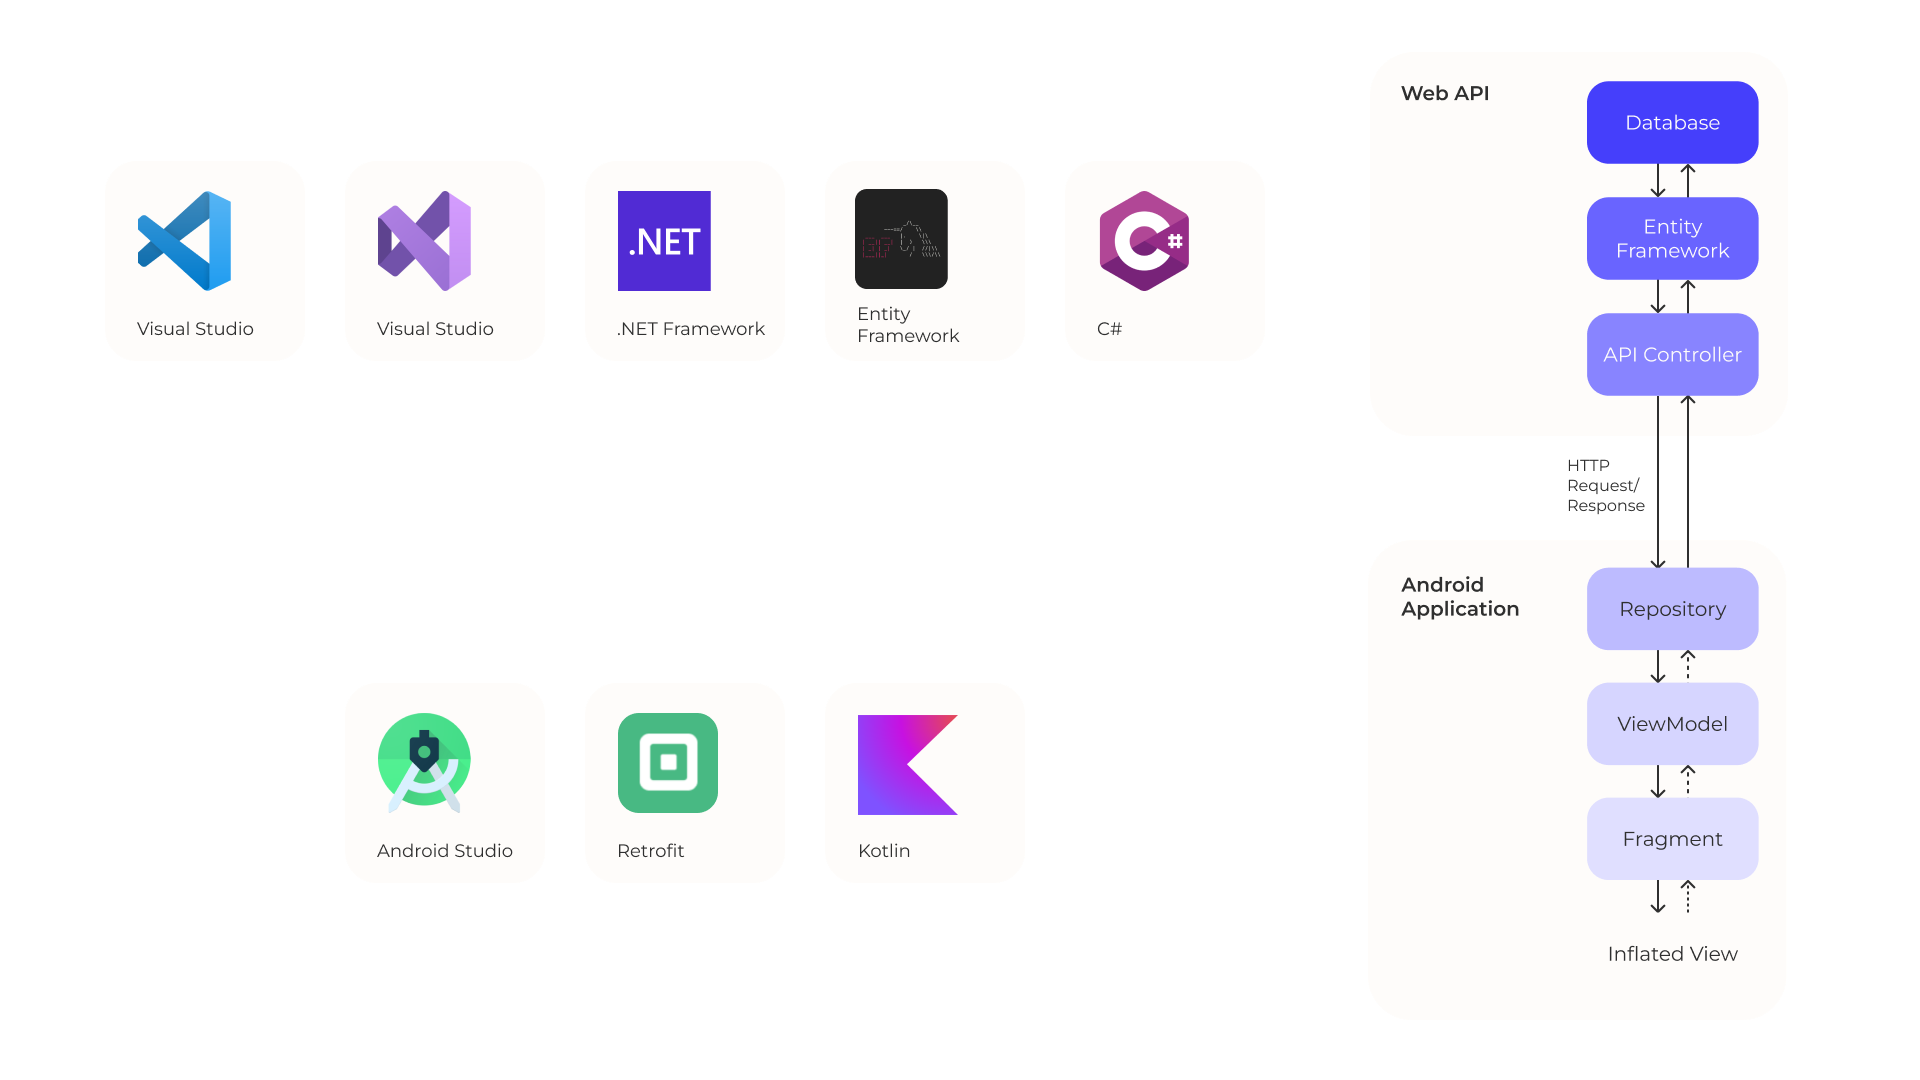 Visual Studio
Visual Studio
.NET
.NET Framework
EF
Entity
Framework
C#
Android Studio
Retrofit
Kotlin
Web API
Database
Entity
Framework
API Controller
HTTP
Request/
Response
Android
Application
Repository
ViewModel
Fragment
Inflated View